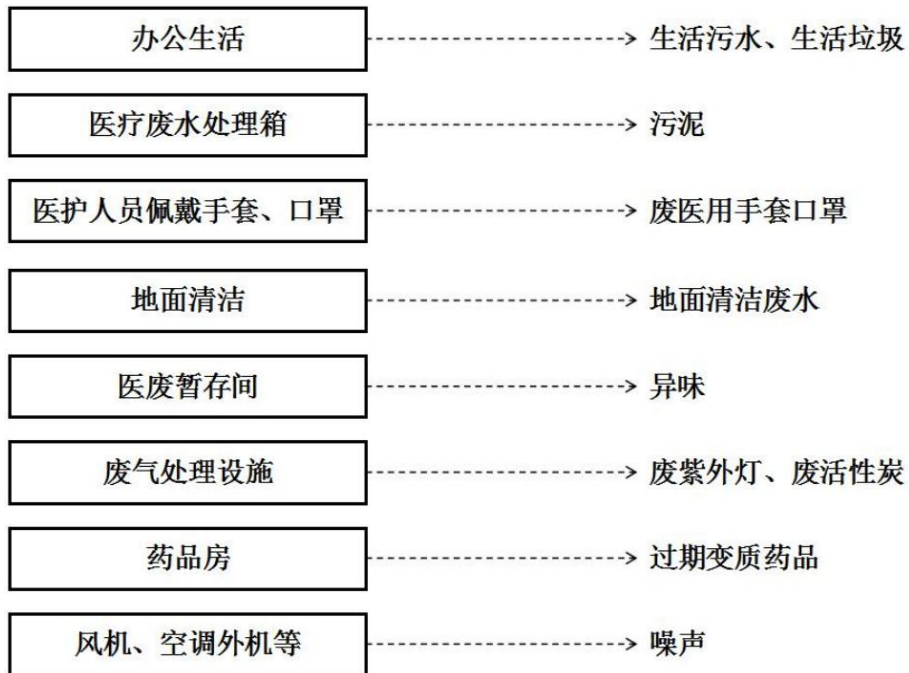 办公生活 生活污水、生活垃圾
医疗废水处理箱 污泥
医护人员佩戴手套、口罩 废医用手套口罩
地面清洁 地面清洁废水
医废暂存间 异味
废气处理设施 废紫外灯、废活性炭
药品房 过期变质药品
风机、空调外机等 噪声